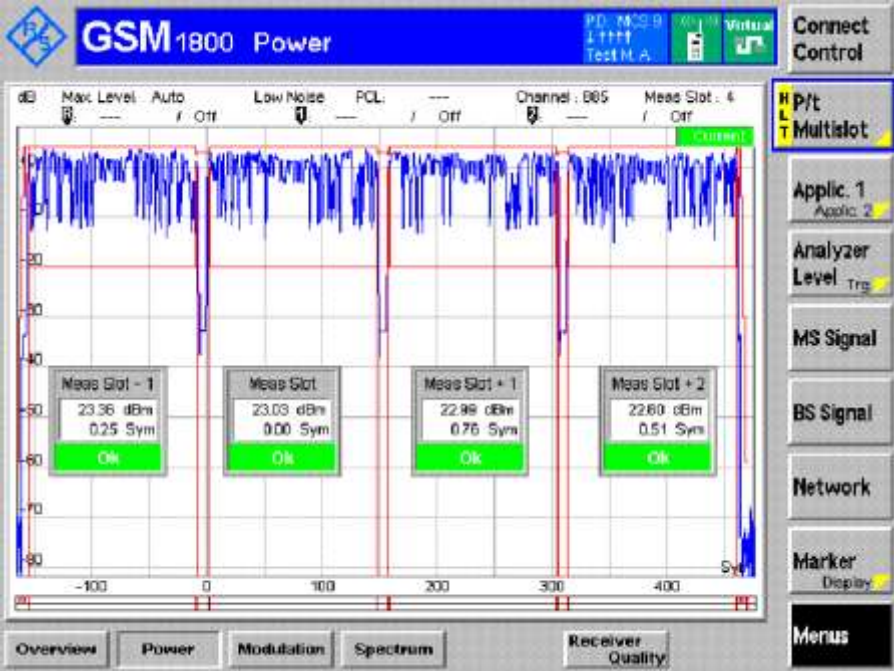 R/S
GSM 1800 Power
P.D. MCS 9
1 ↑↑↑↑
Test M. A
Virtual
Connect
Control
dB Max. Level: Auto Low Noise PCL: --- Channel : 885 Meas Slot : 4
R: --- / Off 1: --- / Off 2: --- / Off
Current
HLT
P/t
Multislot
Applic. 1
Applic. 2
Analyzer
Level Trg
MS Signal
BS Signal
Network
Marker
Display
Menus
-20
-30
-40
-50
-60
-70
-80
Meas Slot - 1
23.36 dBm
0.25 Sym
Ok
Meas Slot
23.03 dBm
0.00 Sym
Ok
Meas Slot + 1
22.99 dBm
0.76 Sym
Ok
Meas Slot + 2
22.60 dBm
0.51 Sym
Ok
-100 0 100 200 300 400
Overview Power Modulation Spectrum
Receiver
Quality